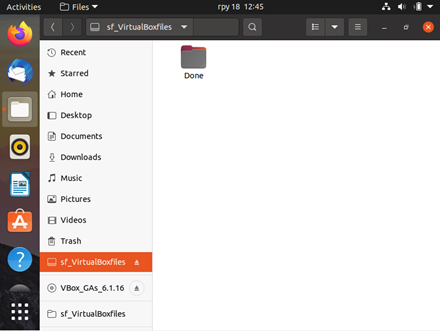 Activities Files гру 18 12:45
sf_VirtualBoxfiles
Recent
Starred
Home
Desktop
Documents
Downloads
Music
Pictures
Videos
Trash
sf_VirtualBoxfiles
VBox_GAs_6.1.16
sf_VirtualBoxfiles
Done